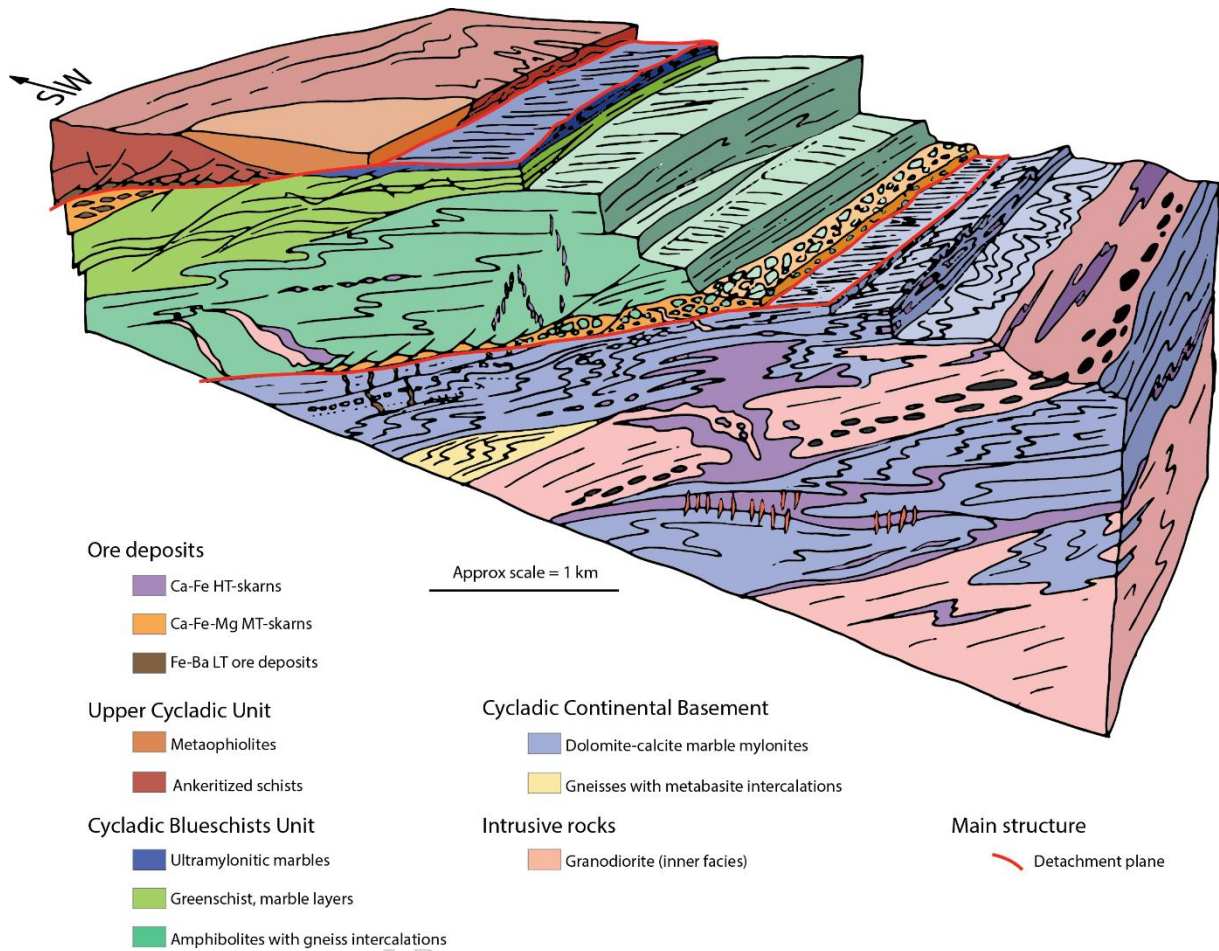 SW
Ore deposits
Ca-Fe HT-skarns
Ca-Fe-Mg MT-skarns
Fe-Ba LT ore deposits
Approx scale = 1 km
Upper Cycladic Unit
Metaophiolites
Ankeritized schists
Cycladic Blueschists Unit
Ultramylonitic marbles
Greenschist, marble layers
Amphibolites with gneiss intercalations
Cycladic Continental Basement
Dolomite-calcite marble mylonites
Gneisses with metabasite intercalations
Intrusive rocks
Granodiorite (inner facies)
Main structure
Detachment plane